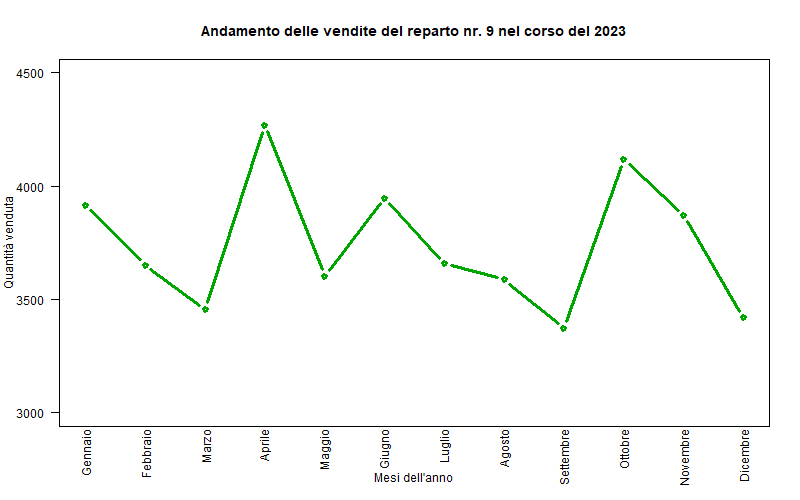 Andamento delle vendite del reparto nr. 9 nel corso del 2023
Quantità venduta
4500
4000
3500
3000
Gennaio
Febbraio
Marzo
Aprile
Maggio
Giugno
Luglio
Agosto
Settembre
Ottobre
Novembre
Dicembre
Mesi dell'anno